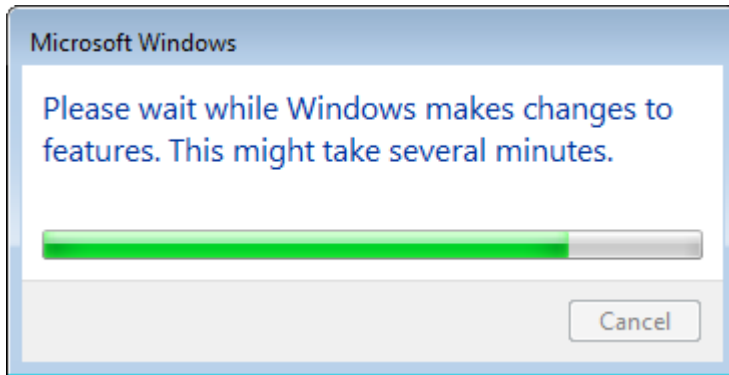 Microsoft Windows
Please wait while Windows makes changes to
features. This might take several minutes.
Cancel